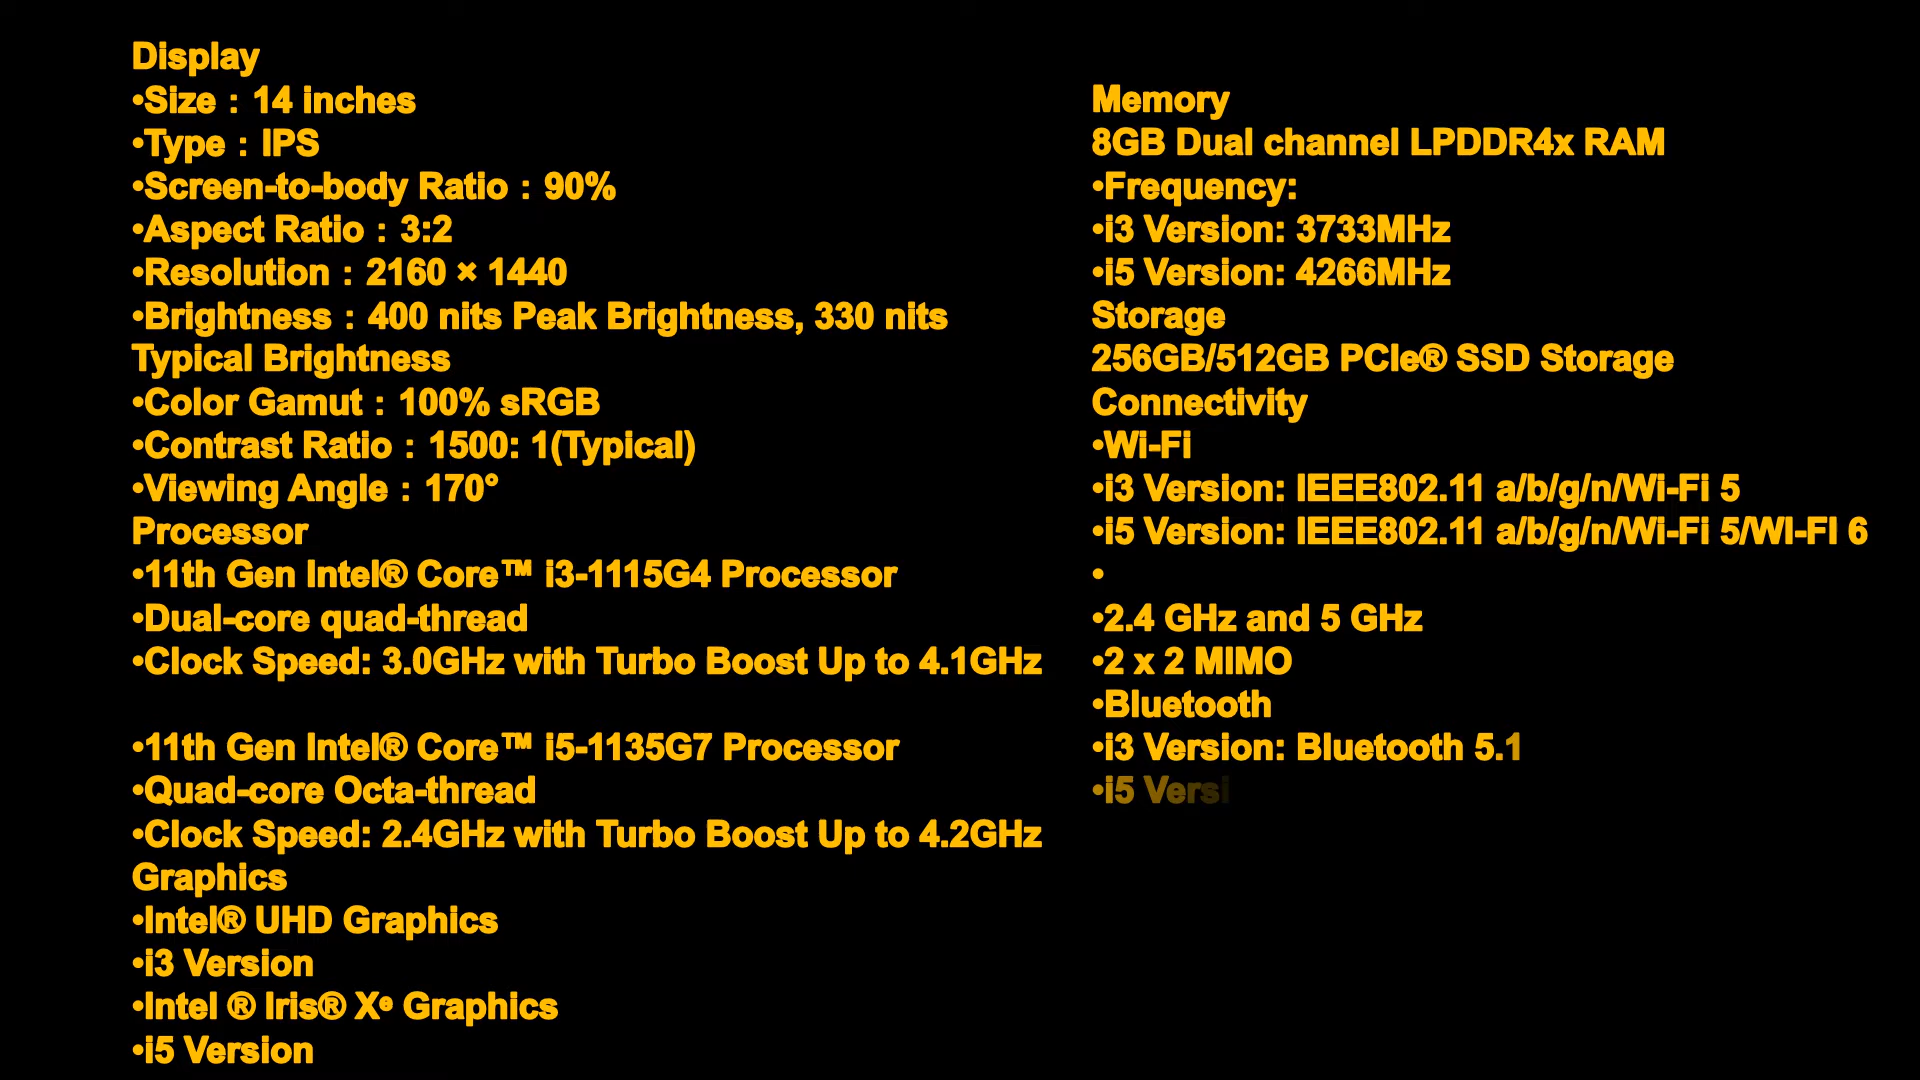 Display
•Size：14 inches
•Type：IPS
•Screen-to-body Ratio：90%
•Aspect Ratio：3:2
•Resolution：2160 × 1440
•Brightness：400 nits Peak Brightness, 330 nits
Typical Brightness
•Color Gamut：100% sRGB
•Contrast Ratio：1500: 1(Typical)
•Viewing Angle：170°
Processor
•11th Gen Intel® Core™ i3-1115G4 Processor
•Dual-core quad-thread
•Clock Speed: 3.0GHz with Turbo Boost Up to 4.1GHz
•11th Gen Intel® Core™ i5-1135G7 Processor
•Quad-core Octa-thread
•Clock Speed: 2.4GHz with Turbo Boost Up to 4.2GHz
Graphics
•Intel® UHD Graphics
•i3 Version
•Intel ® Iris® Xᵉ Graphics
•i5 Version
Memory
8GB Dual channel LPDDR4x RAM
•Frequency:
•i3 Version: 3733MHz
•i5 Version: 4266MHz
Storage
256GB/512GB PCIe® SSD Storage
Connectivity
•Wi-Fi
•i3 Version: IEEE802.11 a/b/g/n/Wi-Fi 5
•i5 Version: IEEE802.11 a/b/g/n/Wi-Fi 5/WI-FI 6
•
•2.4 GHz and 5 GHz
•2 x 2 MIMO
•Bluetooth
•i3 Version: Bluetooth 5.1
•i5 Versi